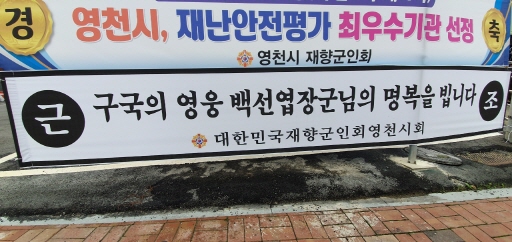 경 영천시, 재난안전평가 최우수기관 선정 축
영천시 재향군인회
근 구국의 영웅 백선엽장군님의 명복을 빕니다 조
대한민국재향군인회영천시회